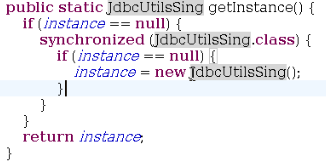 public static JdbcUtilsSing getInstance() {
if (instance == null) {
synchronized (JdbcUtilsSing.class) {
if (instance == null) {
instance = new JdbcUtilsSing();
}
}
}
return instance;
}